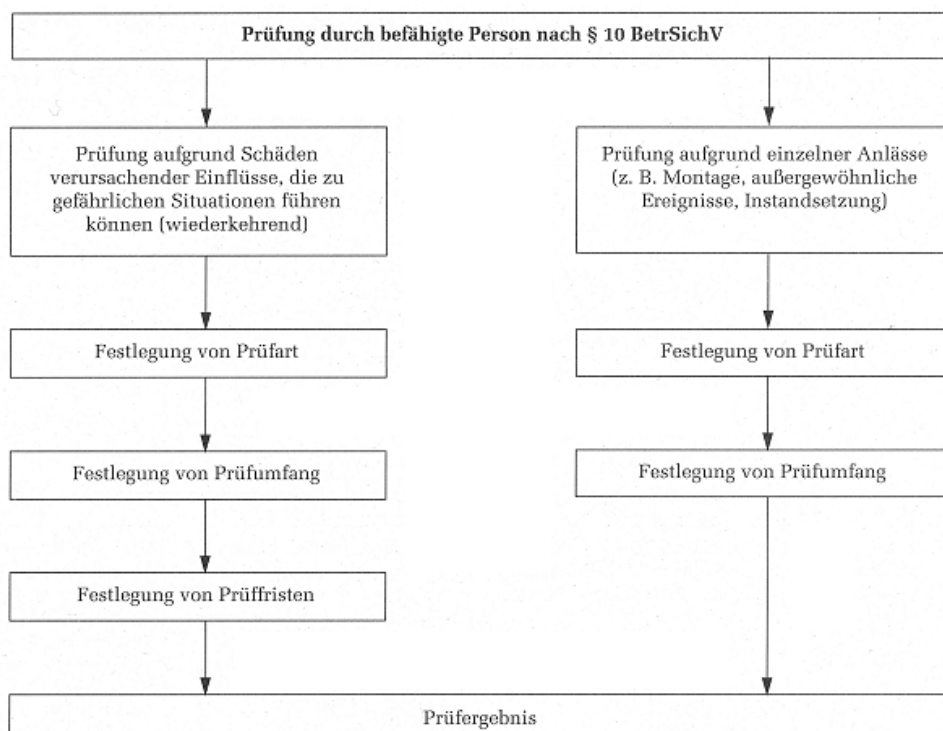 Prüfung durch befähigte Person nach § 10 BetrSichV
Prüfung aufgrund Schäden
verursachender Einflüsse, die zu
gefährlichen Situationen führen
können (wiederkehrend)
Prüfung aufgrund einzelner Anlässe
(z. B. Montage, außergewöhnliche
Ereignisse, Instandsetzung)
Festlegung von Prüfart
Festlegung von Prüfart
Festlegung von Prüfumfang
Festlegung von Prüfumfang
Festlegung von Prüffristen
Prüfergebnis